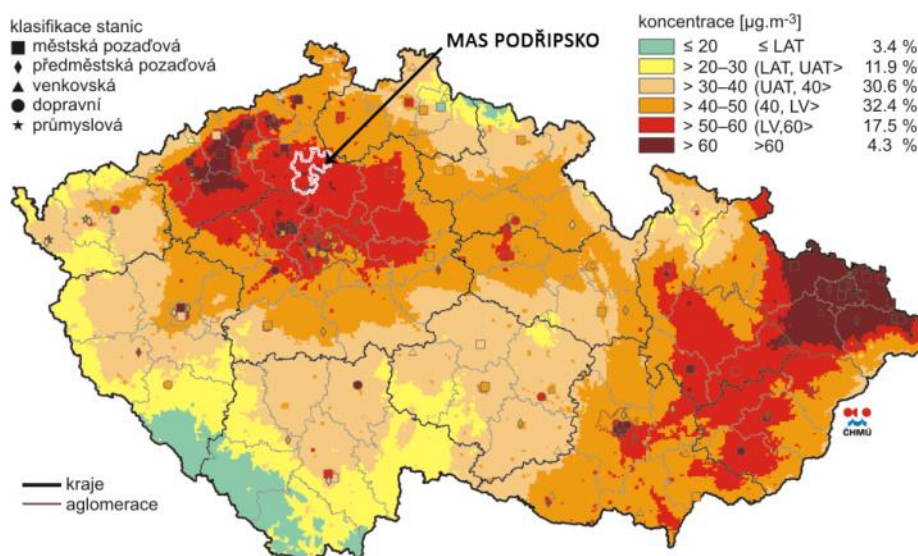 klasifikace stanic
městská pozaďová
předměstská pozaďová
venkovská
dopravní
průmyslová
MAS PODŘIPSKO
koncentrace [µg.m-³]
≤ 20 ≤ LAT 3.4 %
> 20–30 (LAT, UAT> 11.9 %
> 30–40 (UAT, 40> 30.6 %
> 40–50 (40, LV> 32.4 %
> 50–60 (LV,60> 17.5 %
> 60 >60 4.3 %
ČHMÚ
kraje
aglomerace